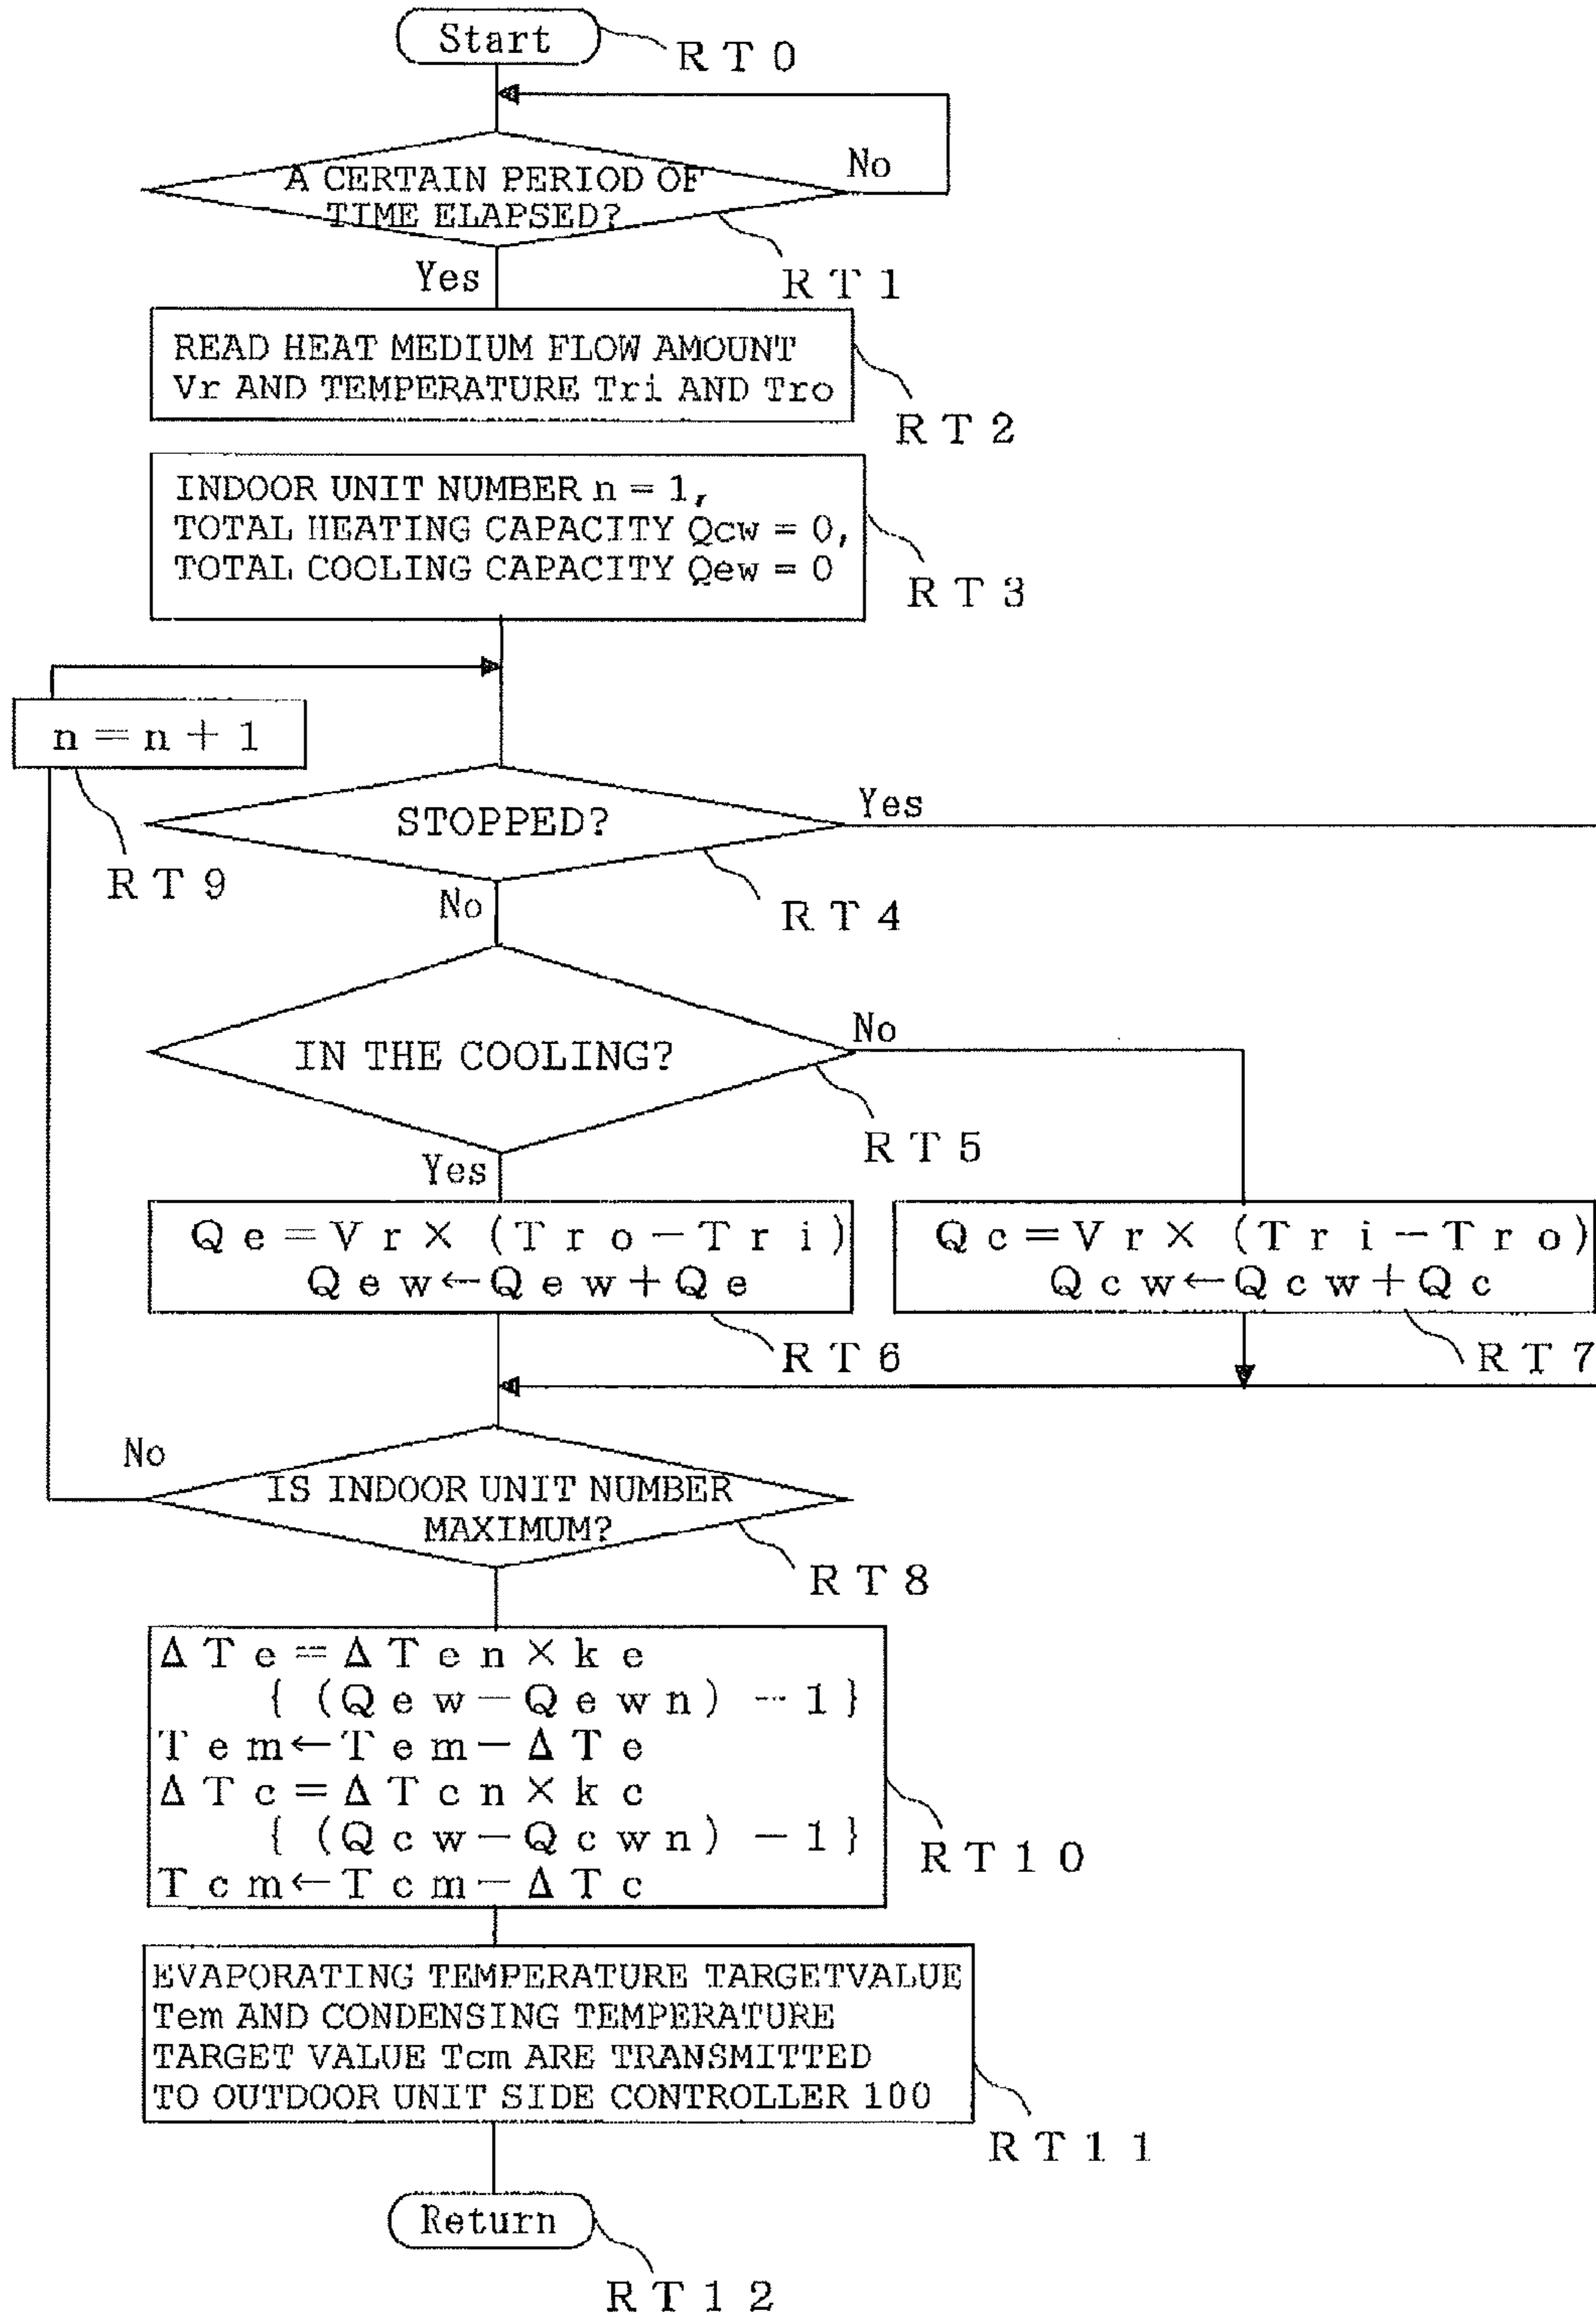 Start
RT0
No
A CERTAIN PERIOD OF
TIME ELAPSED?
RT1
Yes
READ HEAT MEDIUM FLOW AMOUNT
Vr AND TEMPERATURE Tri AND Tro
RT2
INDOOR UNIT NUMBER n = 1,
TOTAL HEATING CAPACITY Qcw = 0,
TOTAL COOLING CAPACITY Qew = 0
RT3
n = n + 1
RT9
STOPPED?
Yes
RT4
No
IN THE COOLING?
No
RT5
Yes
Qe = Vr × (Tro − Tri)
Qew ← Qew + Qe
RT6
Qc = Vr × (Tri − Tro)
Qcw ← Qcw + Qc
RT7
No
IS INDOOR UNIT NUMBER
MAXIMUM?
RT8
ΔTe = ΔTen × ke
{ (Qew − Qewn) − 1 }
Tem ← Tem − ΔTe
ΔTc = ΔTcn × kc
{ (Qcw − Qcwn) − 1 }
Tcm ← Tcm − ΔTc
RT10
EVAPORATING TEMPERATURE TARGETVALUE
Tem AND CONDENSING TEMPERATURE
TARGET VALUE Tcm ARE TRANSMITTED
TO OUTDOOR UNIT SIDE CONTROLLER 100
RT11
Return
RT12